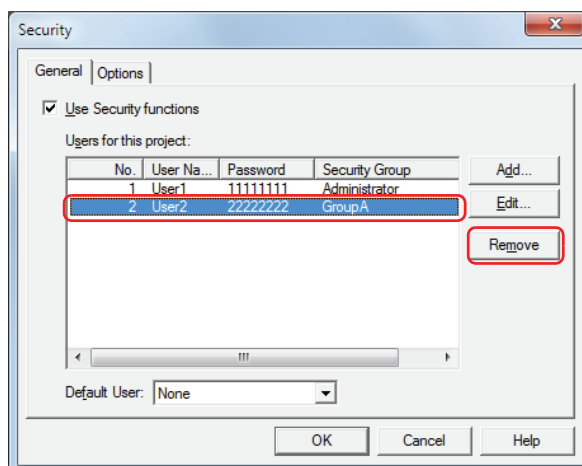 Security
General Options
Use Security functions
Users for this project:
No. User Na... Password Security Group Add...
1 User1 11111111 Administrator
2 User2 22222222 GroupA Edit...
Remove
Default User: None
OK Cancel Help